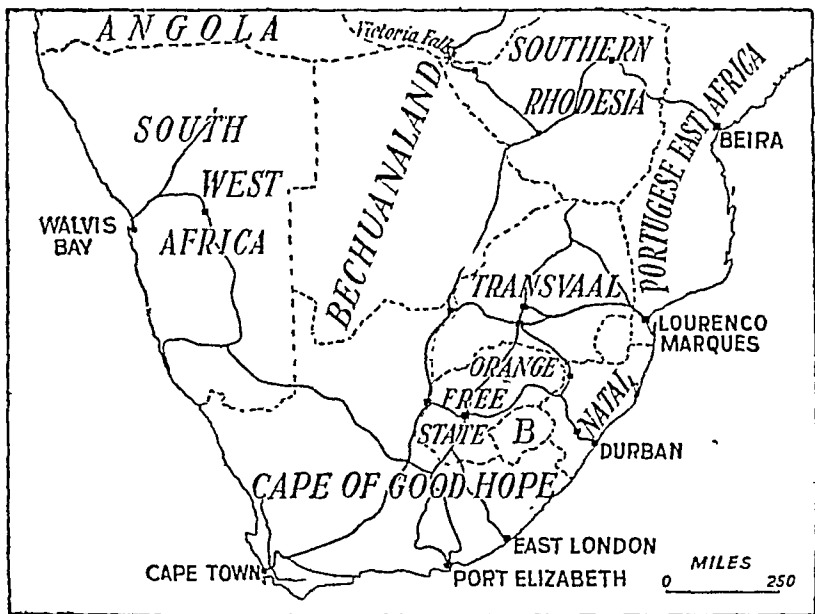 ANGOLA
Victoria Falls
SOUTHERN
RHODESIA
SOUTH
WEST
AFRICA
BECHUANALAND
PORTUGESE EAST AFRICA
BEIRA
WALVIS
BAY
TRANSVAAL
LOURENCO
MARQUES
ORANGE
FREE
STATE
B
NATAL
DURBAN
CAPE OF GOOD HOPE
EAST LONDON
CAPE TOWN
PORT ELIZABETH
MILES
0 250